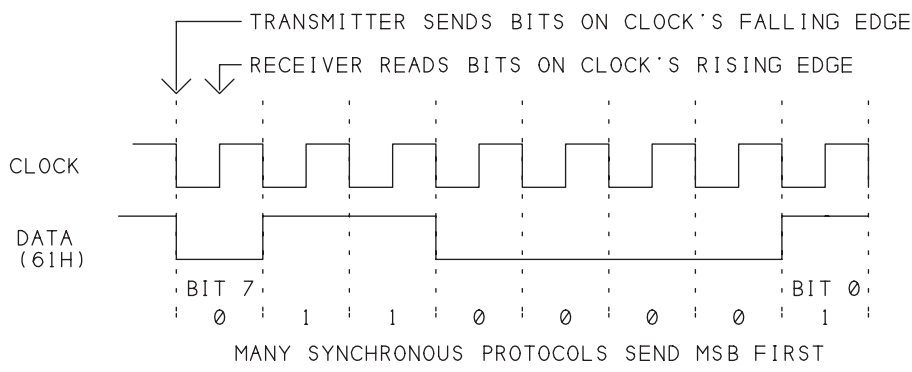 TRANSMITTER SENDS BITS ON CLOCK'S FALLING EDGE
RECEIVER READS BITS ON CLOCK'S RISING EDGE
CLOCK
DATA
(61H)
BIT 7 BIT 0
0 1 1 0 0 0 0 1
MANY SYNCHRONOUS PROTOCOLS SEND MSB FIRST